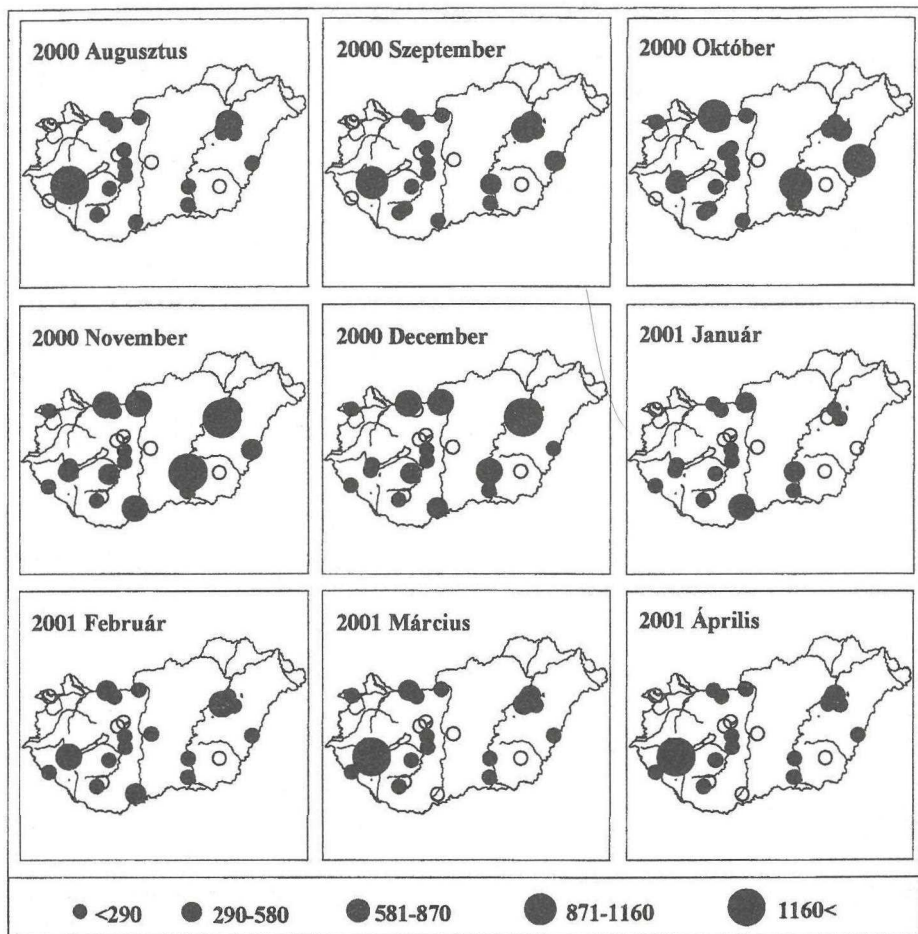 2000 Augusztus
2000 Szeptember
2000 Október
2000 November
2000 December
2001 Január
2001 Február
2001 Március
2001 Április
<290
290-580
581-870
871-1160
1160<